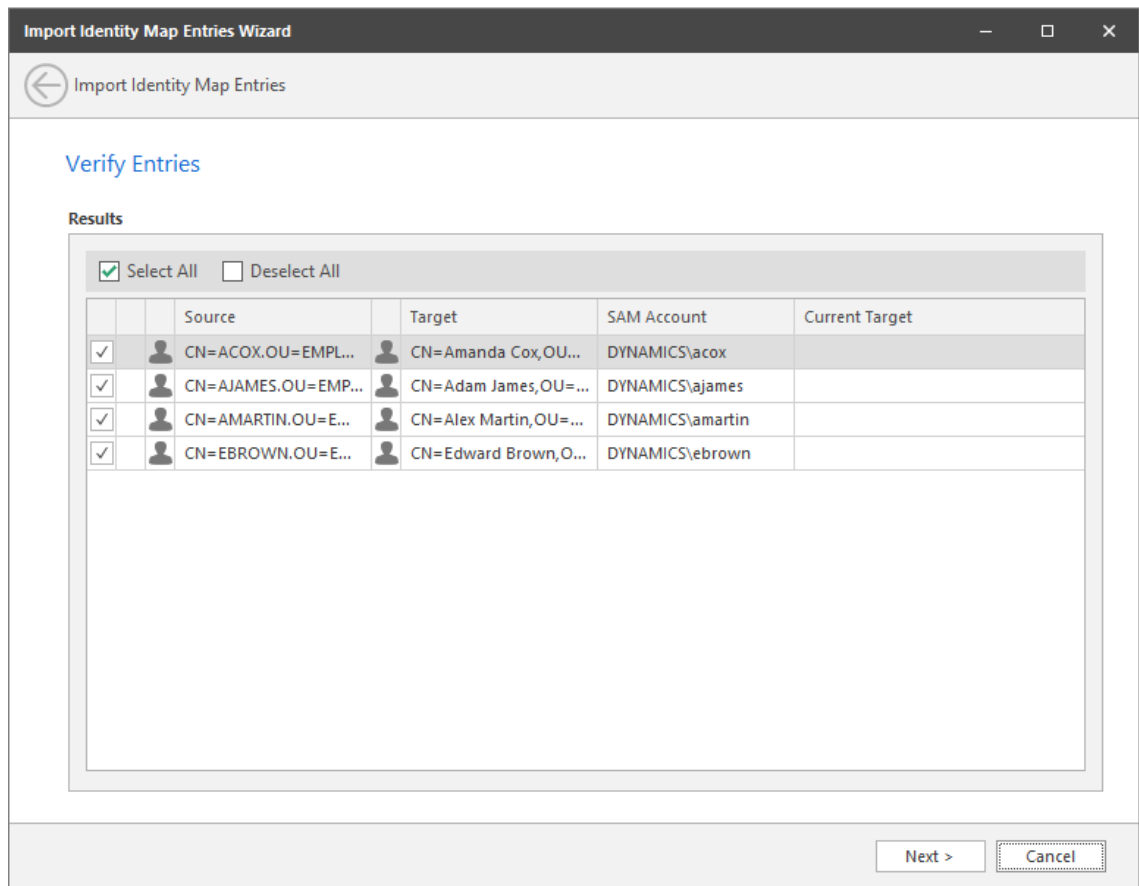 Import Identity Map Entries Wizard
Import Identity Map Entries
Verify Entries
Results
Select All Deselect All
Source Target SAM Account Current Target
CN=ACOX.OU=EMPL... CN=Amanda Cox,OU... DYNAMICS\acox
CN=AJAMES.OU=EMP... CN=Adam James,OU=... DYNAMICS\ajames
CN=AMARTIN.OU=E... CN=Alex Martin,OU=... DYNAMICS\amartin
CN=EBROWN.OU=E... CN=Edward Brown,O... DYNAMICS\ebrown
Next > Cancel